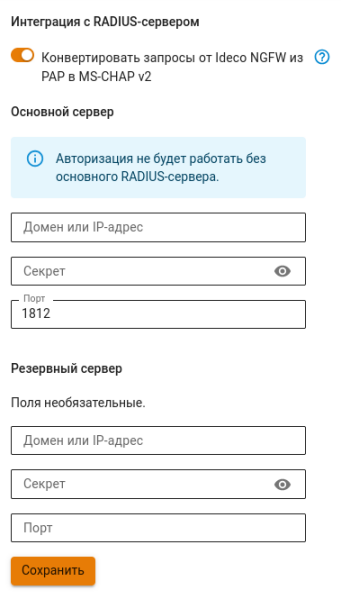 Интеграция с RADIUS-сервером
Конвертировать запросы от Ideco NGFW из
PAP в MS-CHAP v2
Основной сервер
Авторизация не будет работать без
основного RADIUS-сервера.
Домен или IP-адрес
Секрет
Порт
1812
Резервный сервер
Поля необязательные.
Домен или IP-адрес
Секрет
Порт
Сохранить